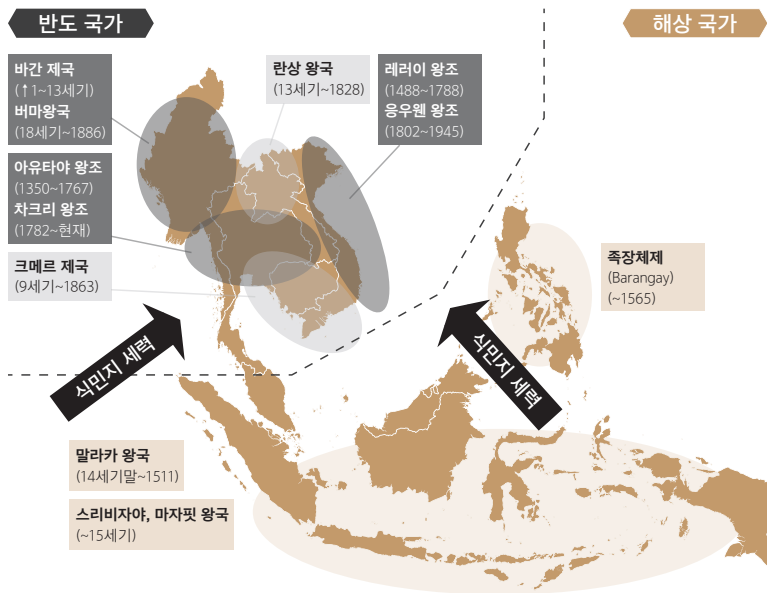 반도 국가
해상 국가
바간 제국
(↑1~13세기)
버마왕국
(18세기~1886)
란상 왕국
(13세기~1828)
레러이 왕조
(1488~1788)
응우웬 왕조
(1802~1945)
아유타야 왕조
(1350~1767)
차크리 왕조
(1782~현재)
크메르 제국
(9세기~1863)
족장체제
(Barangay)
(~1565)
식민지 세력
식민지 세력
말라카 왕국
(14세기말~1511)
스리비자야, 마자핏 왕국
(~15세기)